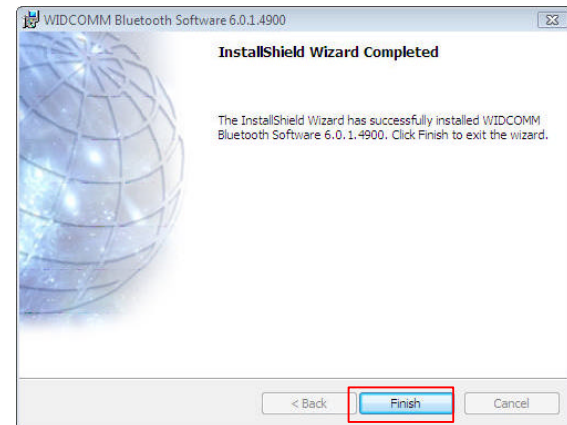 WIDCOMM Bluetooth Software 6.0.1.4900
InstallShield Wizard Completed
The InstallShield Wizard has successfully installed WIDCOMM
Bluetooth Software 6.0.1.4900. Click Finish to exit the wizard.
< Back
Finish
Cancel